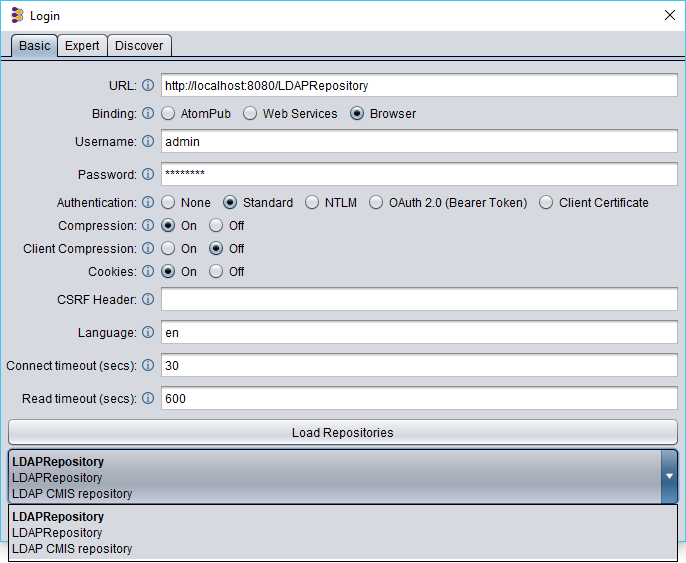 Login
Basic Expert Discover
URL: http://localhost:8080/LDAPRepository
Binding: AtomPub Web Services Browser
Username: admin
Password: ********
Authentication: None Standard NTLM OAuth 2.0 (Bearer Token) Client Certificate
Compression: On Off
Client Compression: On Off
Cookies: On Off
CSRF Header:
Language: en
Connect timeout (secs): 30
Read timeout (secs): 600
Load Repositories
LDAPRepository
LDAPRepository
LDAP CMIS repository
LDAPRepository
LDAPRepository
LDAP CMIS repository